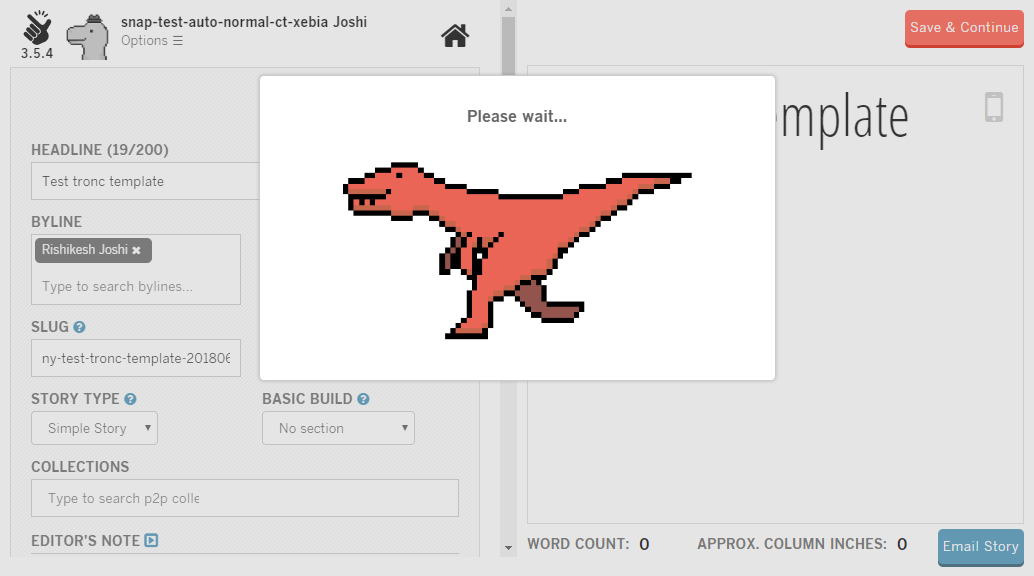 snap-test-auto-normal-ct-xebia Joshi
Options ☰
3.5.4
Save & Continue
Please wait...
mplate
HEADLINE (19/200)
Test tronc template
BYLINE
Rishikesh Joshi ✖
Type to search bylines...
SLUG ?
ny-test-tronc-template-201806
STORY TYPE ?
BASIC BUILD ?
Simple Story
No section
COLLECTIONS
Type to search p2p colle
EDITOR'S NOTE
WORD COUNT: 0
APPROX. COLUMN INCHES: 0
Email Story